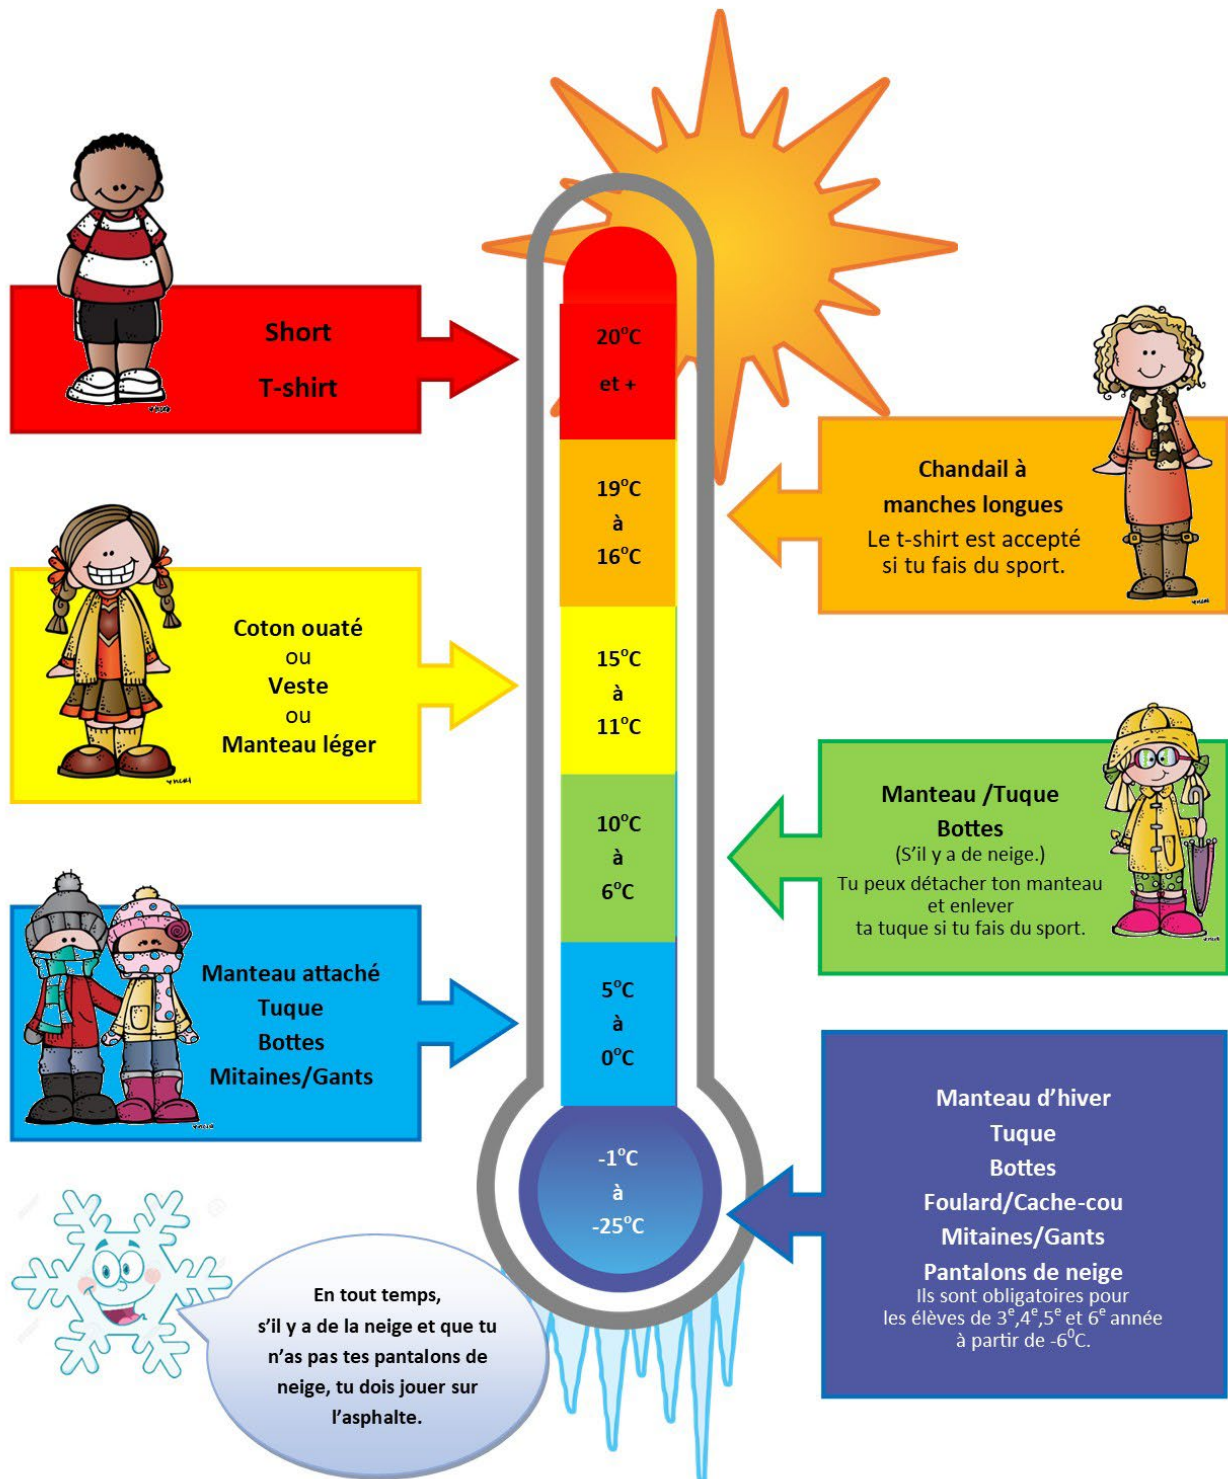 Short
T-shirt
20°C
et +
19°C
à
16°C
Chandail à
manches longues
Le t-shirt est accepté
si tu fais du sport.
Coton ouaté
ou
Veste
ou
Manteau léger
15°C
à
11°C
10°C
à
6°C
Manteau /Tuque
Bottes
(S'il y a de neige.)
Tu peux détacher ton manteau
et enlever
ta tuque si tu fais du sport.
Manteau attaché
Tuque
Bottes
Mitaines/Gants
5°C
à
0°C
-1°C
à
-25°C
Manteau d'hiver
Tuque
Bottes
Foulard/Cache-cou
Mitaines/Gants
Pantalons de neige
Ils sont obligatoires pour
les élèves de 3e,4e,5e et 6e année
à partir de -6⁰C.
En tout temps,
s'il y a de la neige et que tu
n'as pas tes pantalons de
neige, tu dois jouer sur
l'asphalte.